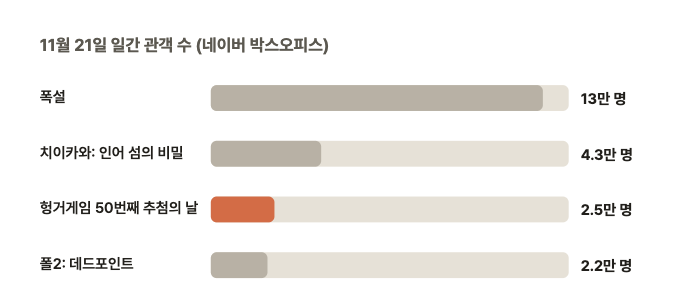 11월 21일 일간 관객 수 (네이버 박스오피스)
폭설 13만 명
치이카와: 인어 섬의 비밀 4.3만 명
헝거게임 50번째 추첨의 날 2.5만 명
폴2: 데드포인트 2.2만 명